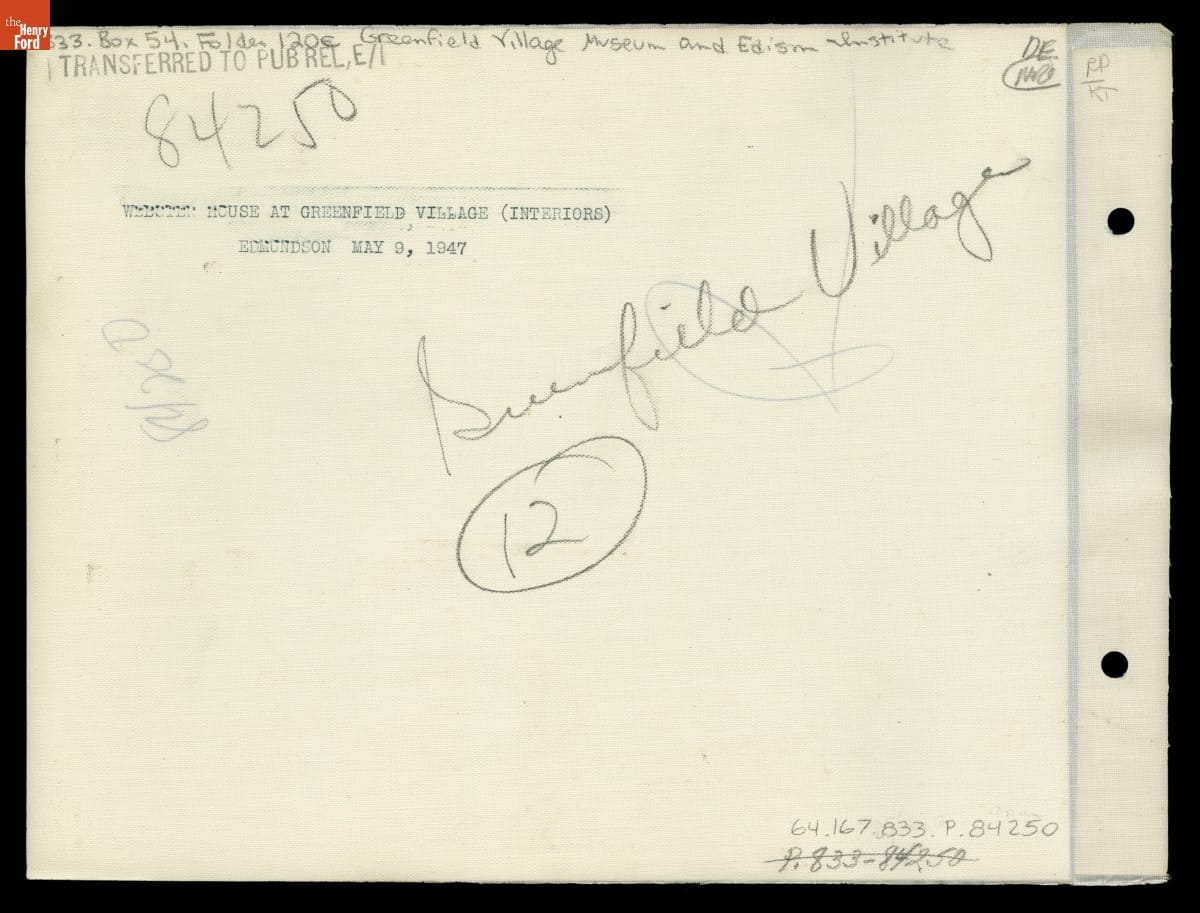 the
Henry
Ford
833. Box 54. Folder 120E Greenfield Village Museum and Edison Institute
TRANSFERRED TO PUB REL, E/I
DE
RP
KT
84250
WEBSTER HOUSE AT GREENFIELD VILLAGE (INTERIORS)
EDMUNDSON MAY 9, 1947
Greenfield Village
12
64.167.833.P.84250
P.833-84250